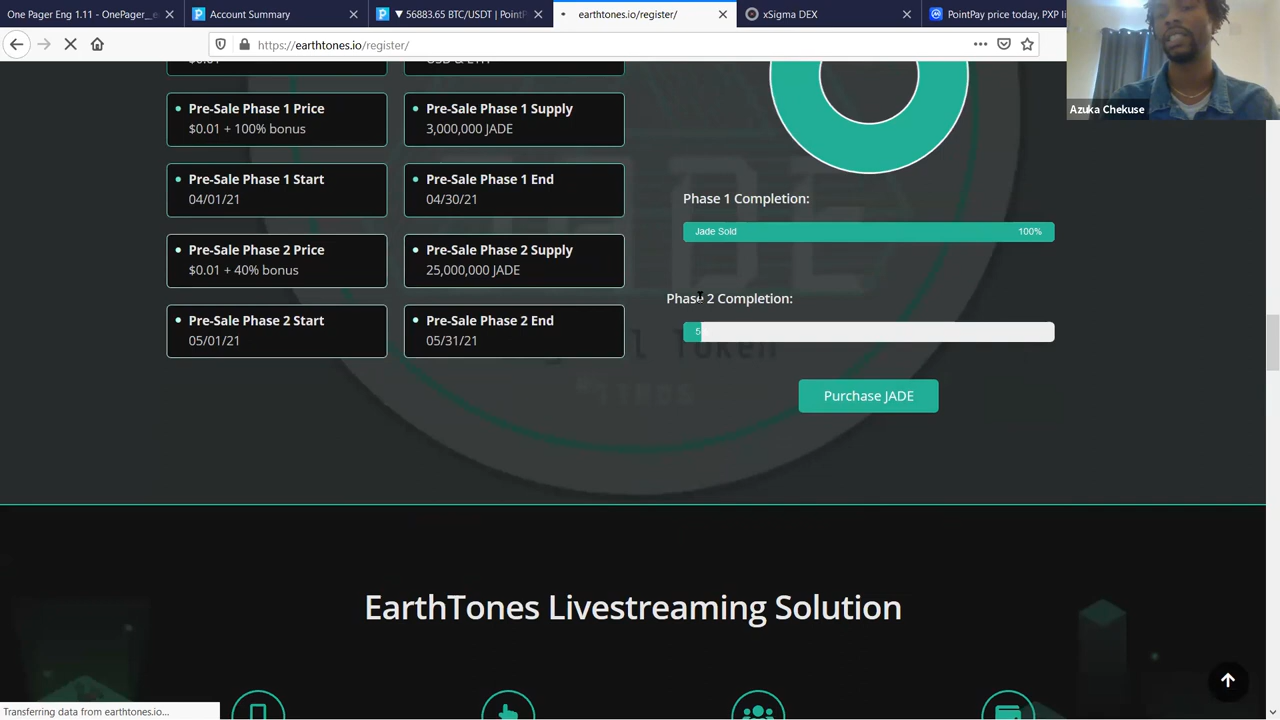 One Pager Eng 1.11 - OnePager_e
Account Summary
▼ 56883.65 BTC/USDT | PointP
earthtones.io/register/
xSigma DEX
PointPay price today, PXP li
https://earthtones.io/register/
Azuka Chekuse
Pre-Sale Phase 1 Price
$0.01 + 100% bonus
Pre-Sale Phase 1 Supply
3,000,000 JADE
Pre-Sale Phase 1 Start
04/01/21
Pre-Sale Phase 1 End
04/30/21
Phase 1 Completion:
Jade Sold 100%
Pre-Sale Phase 2 Price
$0.01 + 40% bonus
Pre-Sale Phase 2 Supply
25,000,000 JADE
Phase 2 Completion:
Pre-Sale Phase 2 Start
05/01/21
Pre-Sale Phase 2 End
05/31/21
Token
Purchase JADE
EarthTones Livestreaming Solution
Transferring data from earthtones.io...